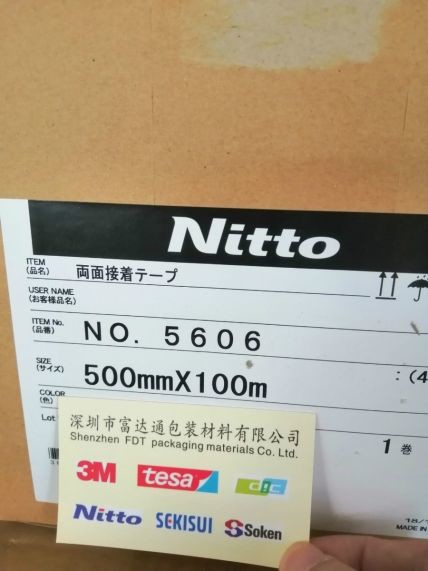 Nitto
ITEM
(品名) 両面接着テープ
USER NAME
(お客様品名)
ITEM No.
(品番) NO. 5606
SIZE
(サイズ) 500mmX100m : (4
COLOR
(色)
Lot
1 巻
MADE IN
深圳市富达通包装材料有限公司
Shenzhen FDT packaging materials Co. Ltd.
3M tesa dic
Nitto SEKISUI Soken